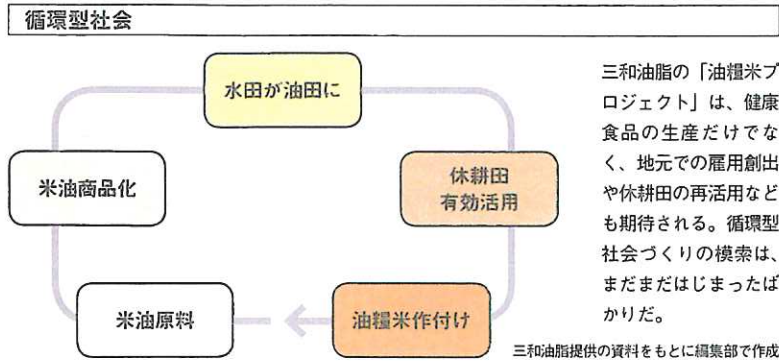 循環型社会
水田が油田に
米油商品化
休耕田
有効活用
米油原料
油糧米作付け
三和油脂の「油糧米プ
ロジェクト」は、健康
食品の生産だけでな
く、地元での雇用創出
や休耕田の再活用など
も期待される。循環型
社会づくりの模索は、
まだまだはじまったば
かりだ。
三和油脂提供の資料をもとに編集部で作成